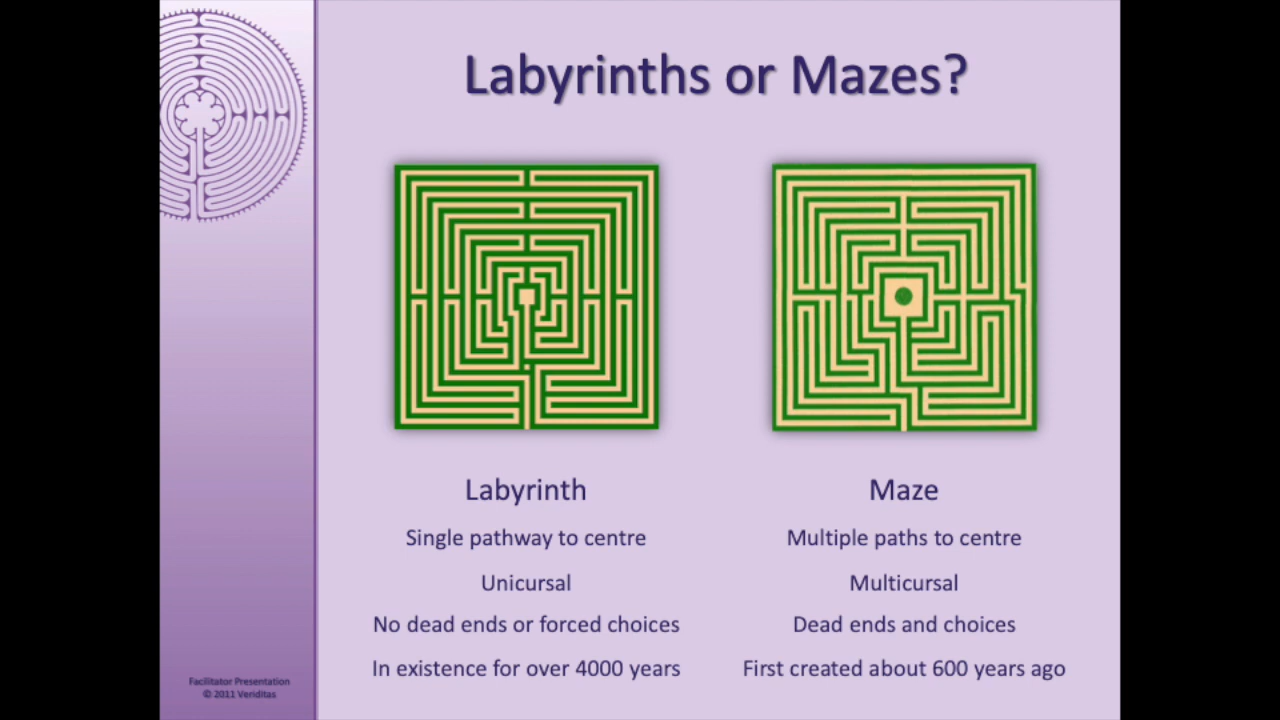 Labyrinths or Mazes?
Labyrinth
Single pathway to centre
Unicursal
No dead ends or forced choices
In existence for over 4000 years
Maze
Multiple paths to centre
Multicursal
Dead ends and choices
First created about 600 years ago
Facilitator Presentation
© 2011 Veriditas